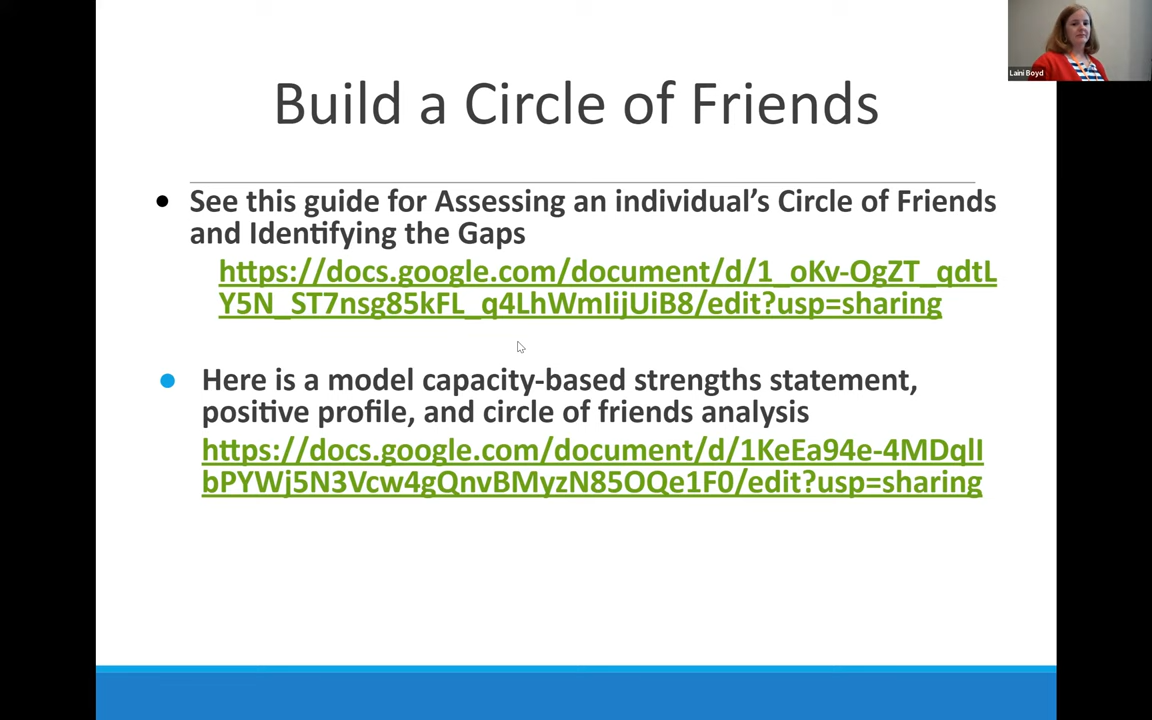 Laini Boyd
Build a Circle of Friends
• See this guide for Assessing an individual's Circle of Friends
and Identifying the Gaps
https://docs.google.com/document/d/1_oKv-OgZT_qdtL
Y5N_ST7nsg85kFL_q4LhWmIijUiB8/edit?usp=sharing
• Here is a model capacity-based strengths statement,
positive profile, and circle of friends analysis
https://docs.google.com/document/d/1KeEa94e-4MDqlI
bPYWj5N3Vcw4gQnvBMyzN85OQe1F0/edit?usp=sharing